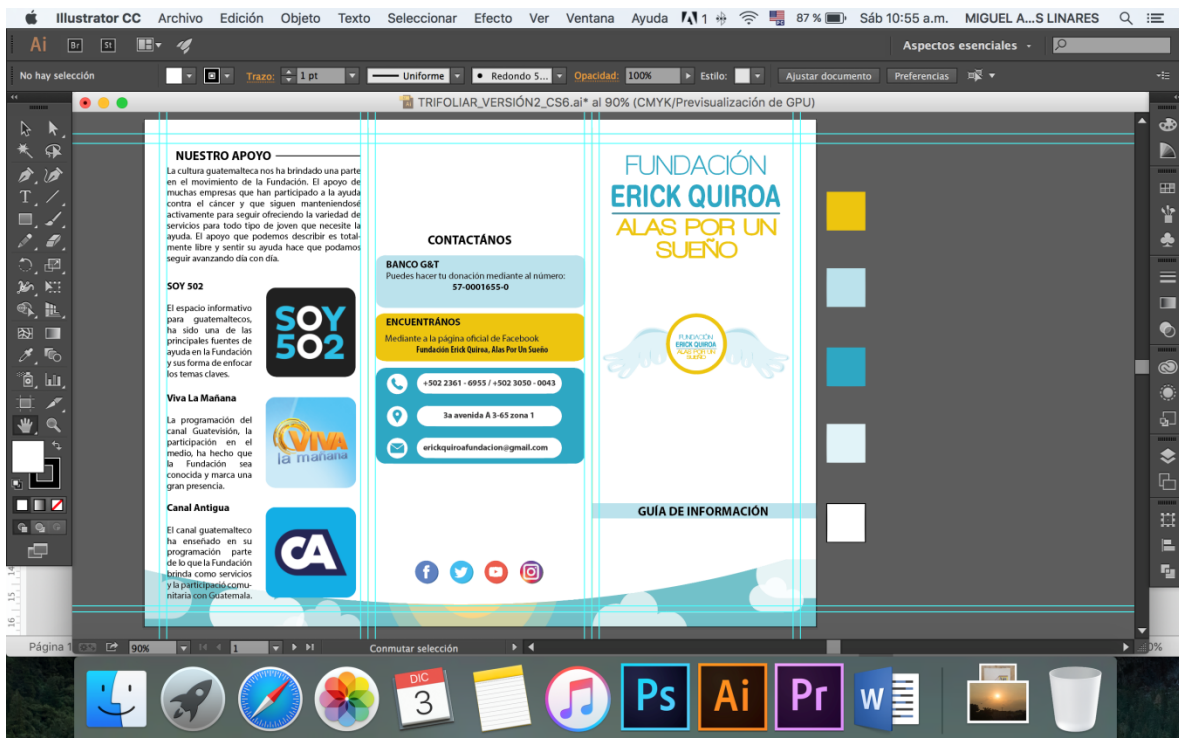 Illustrator CC Archivo Edición Objeto Texto Seleccionar Efecto Ver Ventana Ayuda 1 87 % Sáb 10:55 a.m. MIGUEL A...S LINARES
Ai Br St Aspectos esenciales
No hay selección Trazo: 1 pt Uniforme Redondo 5... Opacidad: 100% Estilo: Ajustar documento Preferencias
TRIFOLIAR_VERSIÓN2_CS6.ai* al 90% (CMYK/Previsualización de GPU)
NUESTRO APOYO
La cultura guatemalteca nos ha brindado una parte
en el movimiento de la Fundación. El apoyo de
muchas empresas que han participado a la ayuda
contra el cáncer y que siguen manteniendosé
activamente para seguir ofreciendo la variedad de
servicios para todo tipo de joven que necesite la
ayuda. El apoyo que podemos describir es total-
mente libre y sentir su ayuda hace que podamos
seguir avanzando día con día.
SOY 502
El espacio informativo
para guatemaltecos,
ha sido una de las
principales fuentes de
ayuda en la Fundación
y sus forma de enfocar
los temas claves.
SOY
502
Viva La Mañana
La programación del
canal Guatevisión, la
participación en el
medio, ha hecho que
la Fundación sea
conocida y marca una
gran presencia.
VIVA
la mañana
Canal Antigua
El canal guatemalteco
ha enseñado en su
programación parte
de lo que la Fundación
brinda como servicios
y la participació comu-
nitaria con Guatemala.
CA
CONTACTÁNOS
BANCO G&T
Puedes hacer tu donación mediante al número:
57-0001655-0
ENCUENTRÁNOS
Mediante a la página oficial de Facebook
Fundación Erick Quiroa, Alas Por Un Sueño
+502 2361 - 6955 / +502 3050 - 0043
3a avenida A 3-65 zona 1
erickquiroafundacion@gmail.com
FUNDACIÓN
ERICK QUIROA
ALAS POR UN
SUEÑO
FUNDACIÓN
ERICK QUIROA
ALAS POR UN
SUEÑO
GUÍA DE INFORMACIÓN
15
16
Página 1 90% 1 Conmutar selección
DIC
3
Ps Ai Pr W